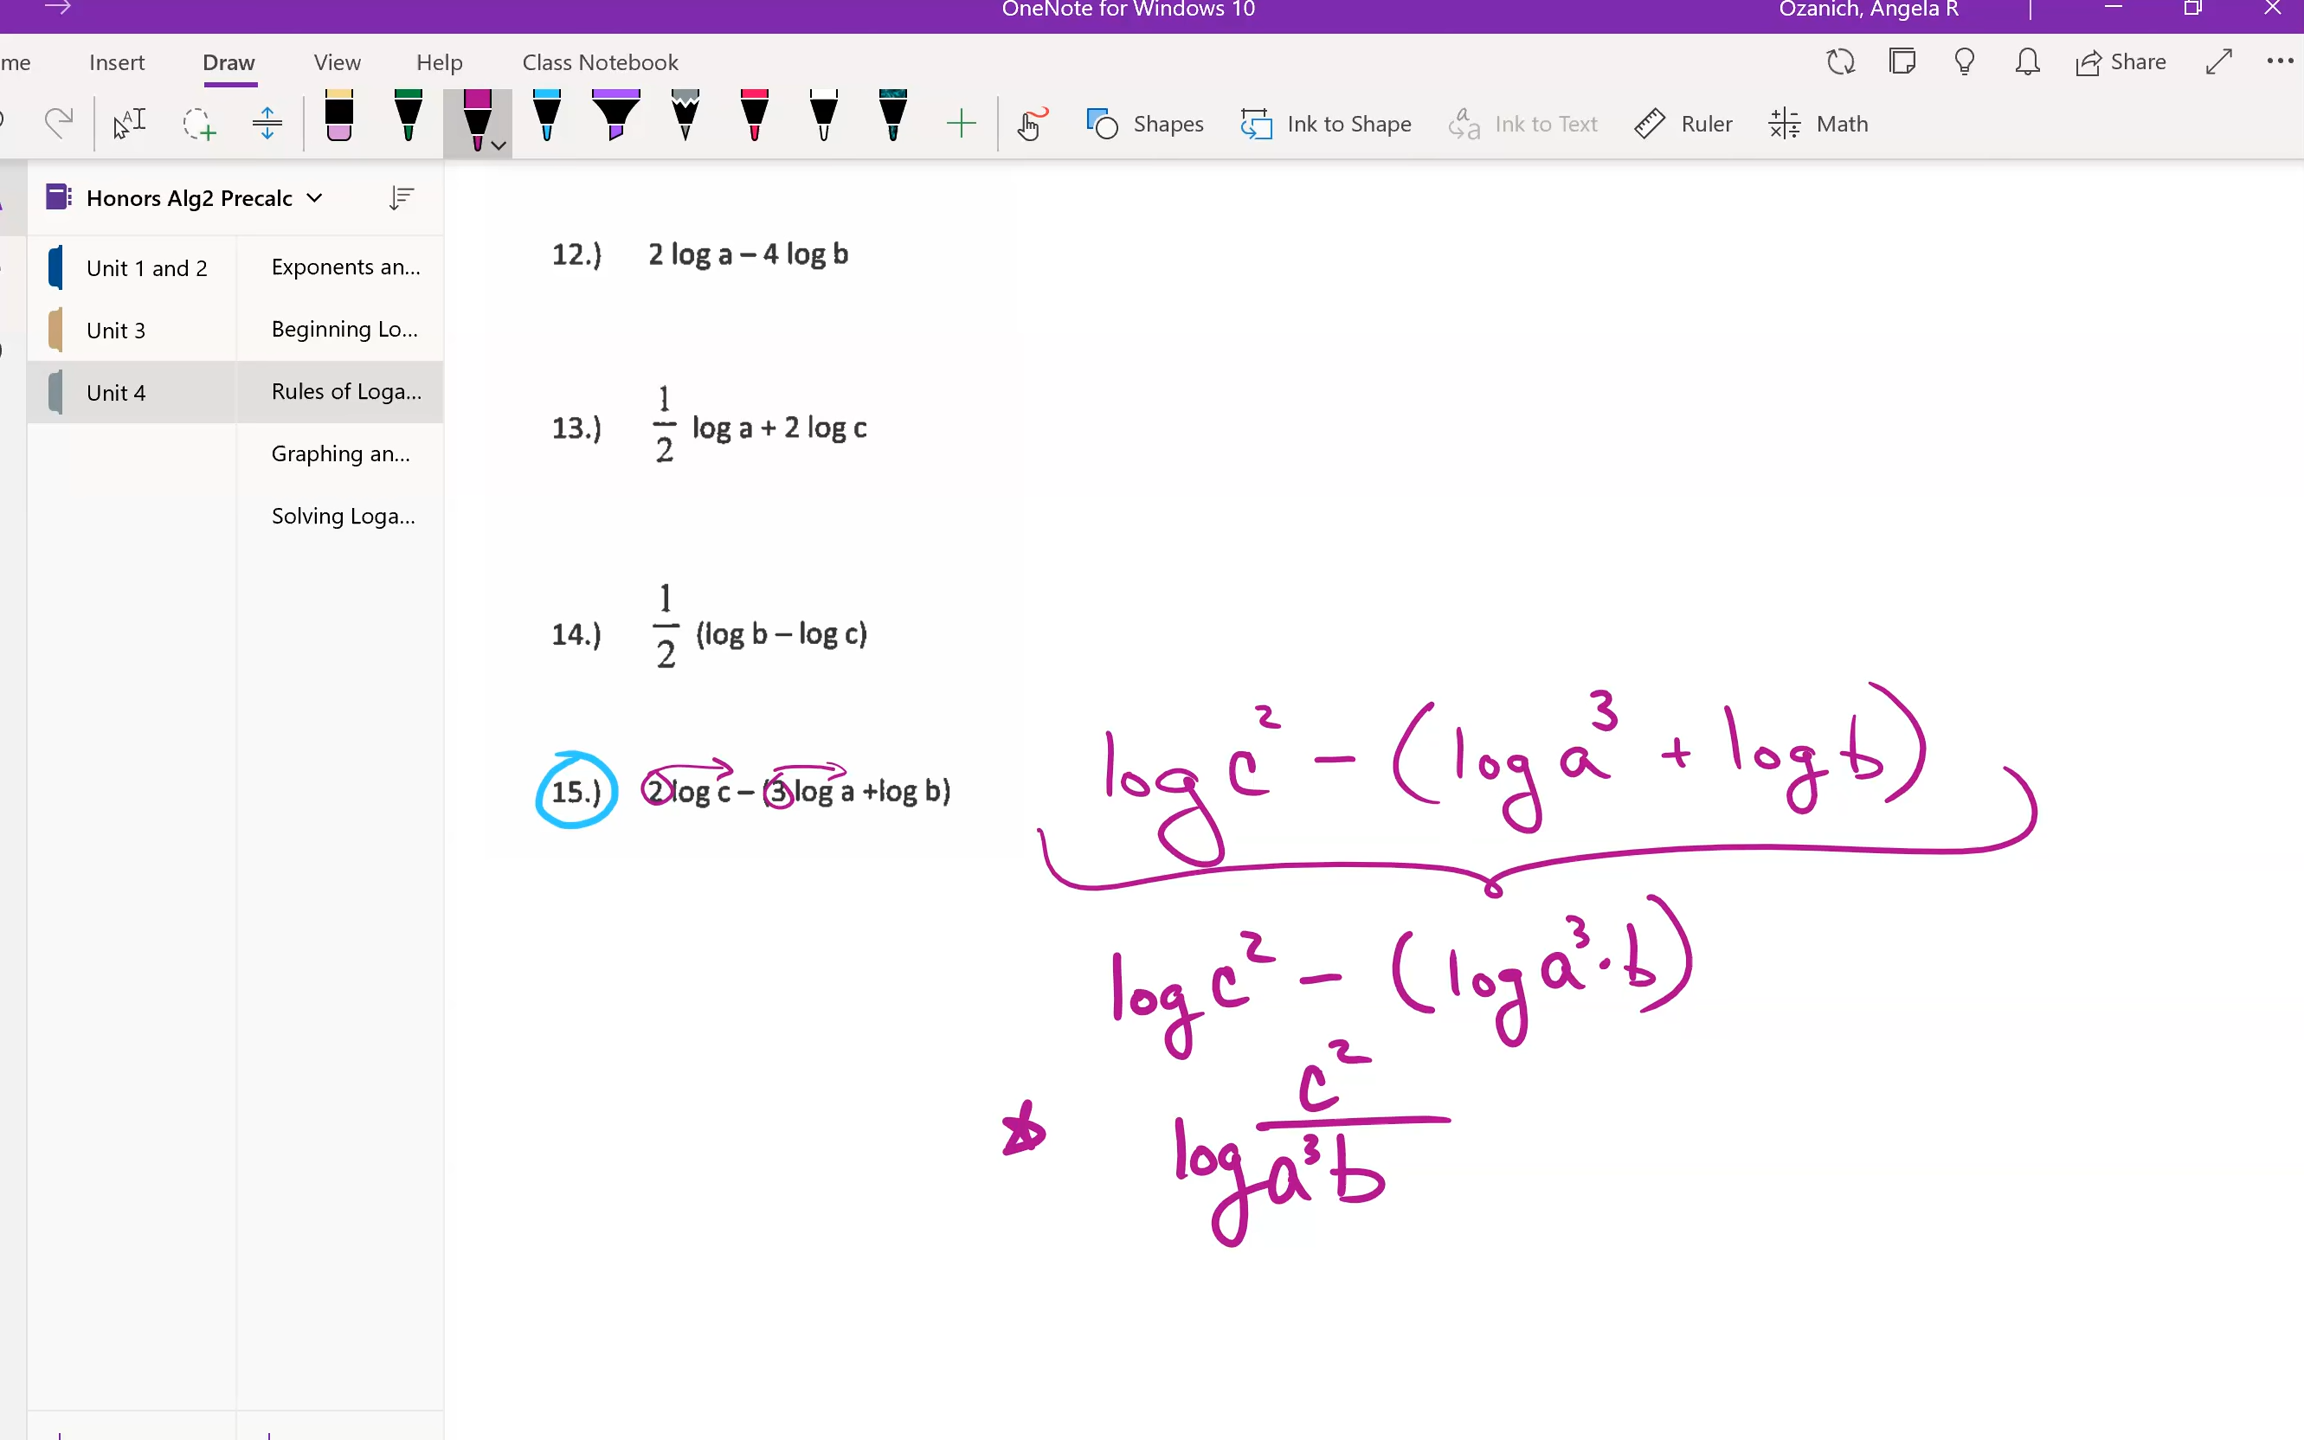 OneNote for Windows 10 Ozanich, Angela R
me Insert Draw View Help Class Notebook Share
Shapes Ink to Shape Ink to Text Ruler Math
Honors Alg2 Precalc
Unit 1 and 2
Unit 3
Unit 4
Exponents an...
Beginning Lo...
Rules of Loga...
Graphing an...
Solving Loga...
12.) 2 log a – 4 log b
13.) 1/2 log a + 2 log c
14.) 1/2 (log b – log c)
15.) 2 log c – (3 log a +log b)
log c² – (log a³ + log b)
log c² – (log a³ · b)
log c²/a³b